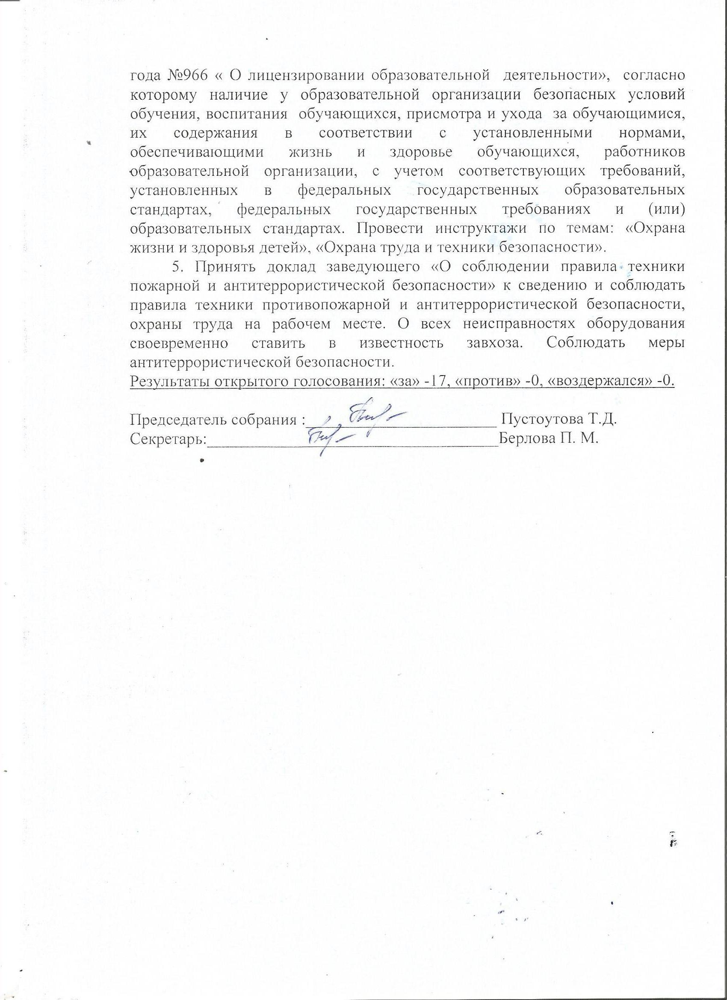 года №966 « О лицензировании образовательной деятельности», согласно
которому наличие у образовательной организации безопасных условий
обучения, воспитания обучающихся, присмотра и ухода за обучающимися,
их содержания в соответствии с установленными нормами,
обеспечивающими жизнь и здоровье обучающихся, работников
образовательной организации, с учетом соответствующих требований,
установленных в федеральных государственных образовательных
стандартах, федеральных государственных требованиях и (или)
образовательных стандартах. Провести инструктажи по темам: «Охрана
жизни и здоровья детей», «Охрана труда и техники безопасности».
5. Принять доклад заведующего «О соблюдении правила техники
пожарной и антитеррористической безопасности» к сведению и соблюдать
правила техники противопожарной и антитеррористической безопасности,
охраны труда на рабочем месте. О всех неисправностях оборудования
своевременно ставить в известность завхоза. Соблюдать меры
антитеррористической безопасности.
Результаты открытого голосования: «за» -17, «против» -0, «воздержался» -0.
Председатель собрания :__________________________ Пустоутова Т.Д.
Секретарь:________________________________________Берлова П. М.